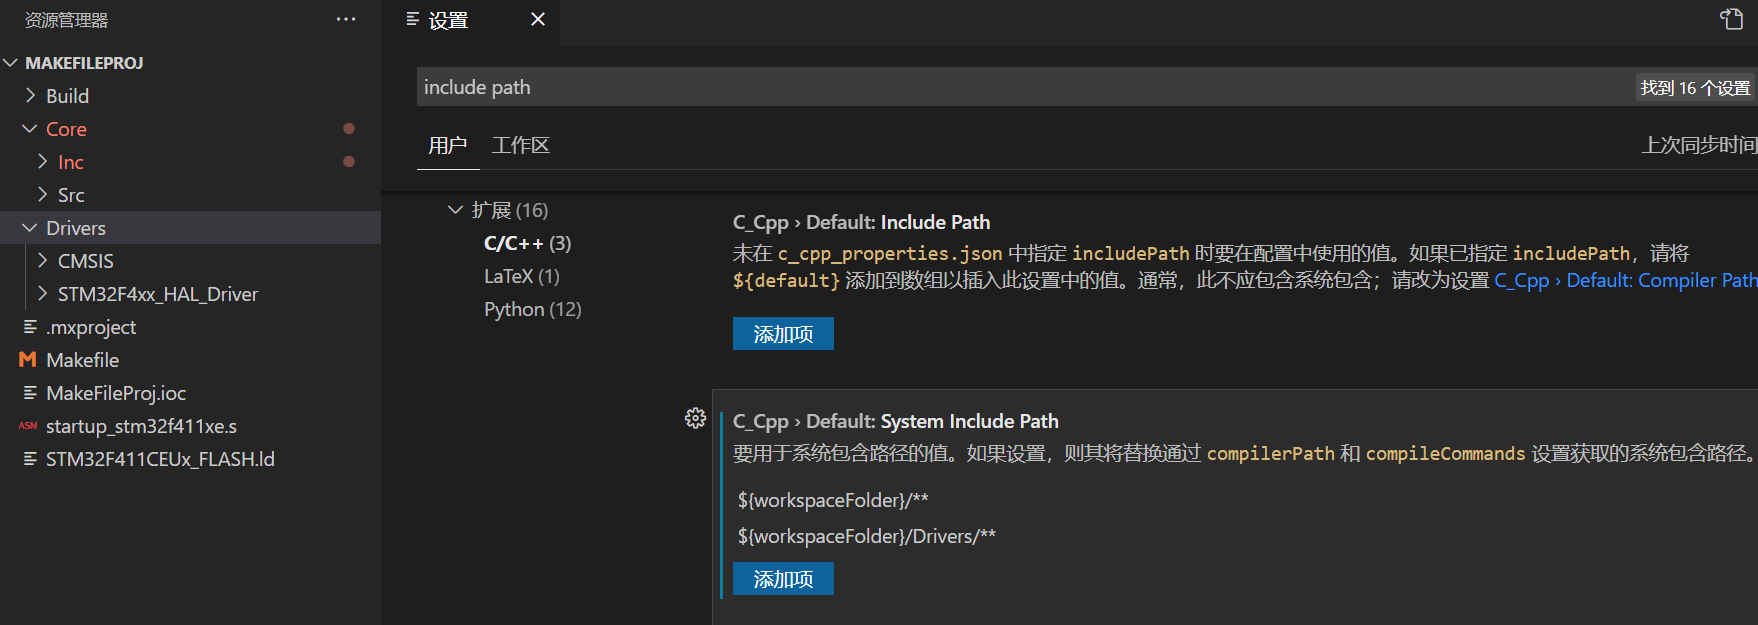 资源管理器
MAKEFILEPROJ
Build
Core
Inc
Src
Drivers
CMSIS
STM32F4xx_HAL_Driver
.mxproject
M Makefile
MakeFileProj.ioc
ASM startup_stm32f411xe.s
STM32F411CEUx_FLASH.ld
设置
include path
找到 16 个设置
用户 工作区
上次同步时间
扩展 (16)
C/C++ (3)
LaTeX (1)
Python (12)
C_Cpp › Default: Include Path
未在 c_cpp_properties.json 中指定 includePath 时要在配置中使用的值。如果已指定 includePath，请将
${default} 添加到数组以插入此设置中的值。通常，此不应包含系统包含；请改为设置 C_Cpp › Default: Compiler Path
添加项
C_Cpp › Default: System Include Path
要用于系统包含路径的值。如果设置，则其将替换通过 compilerPath 和 compileCommands 设置获取的系统包含路径。
${workspaceFolder}/**
${workspaceFolder}/Drivers/**
添加项